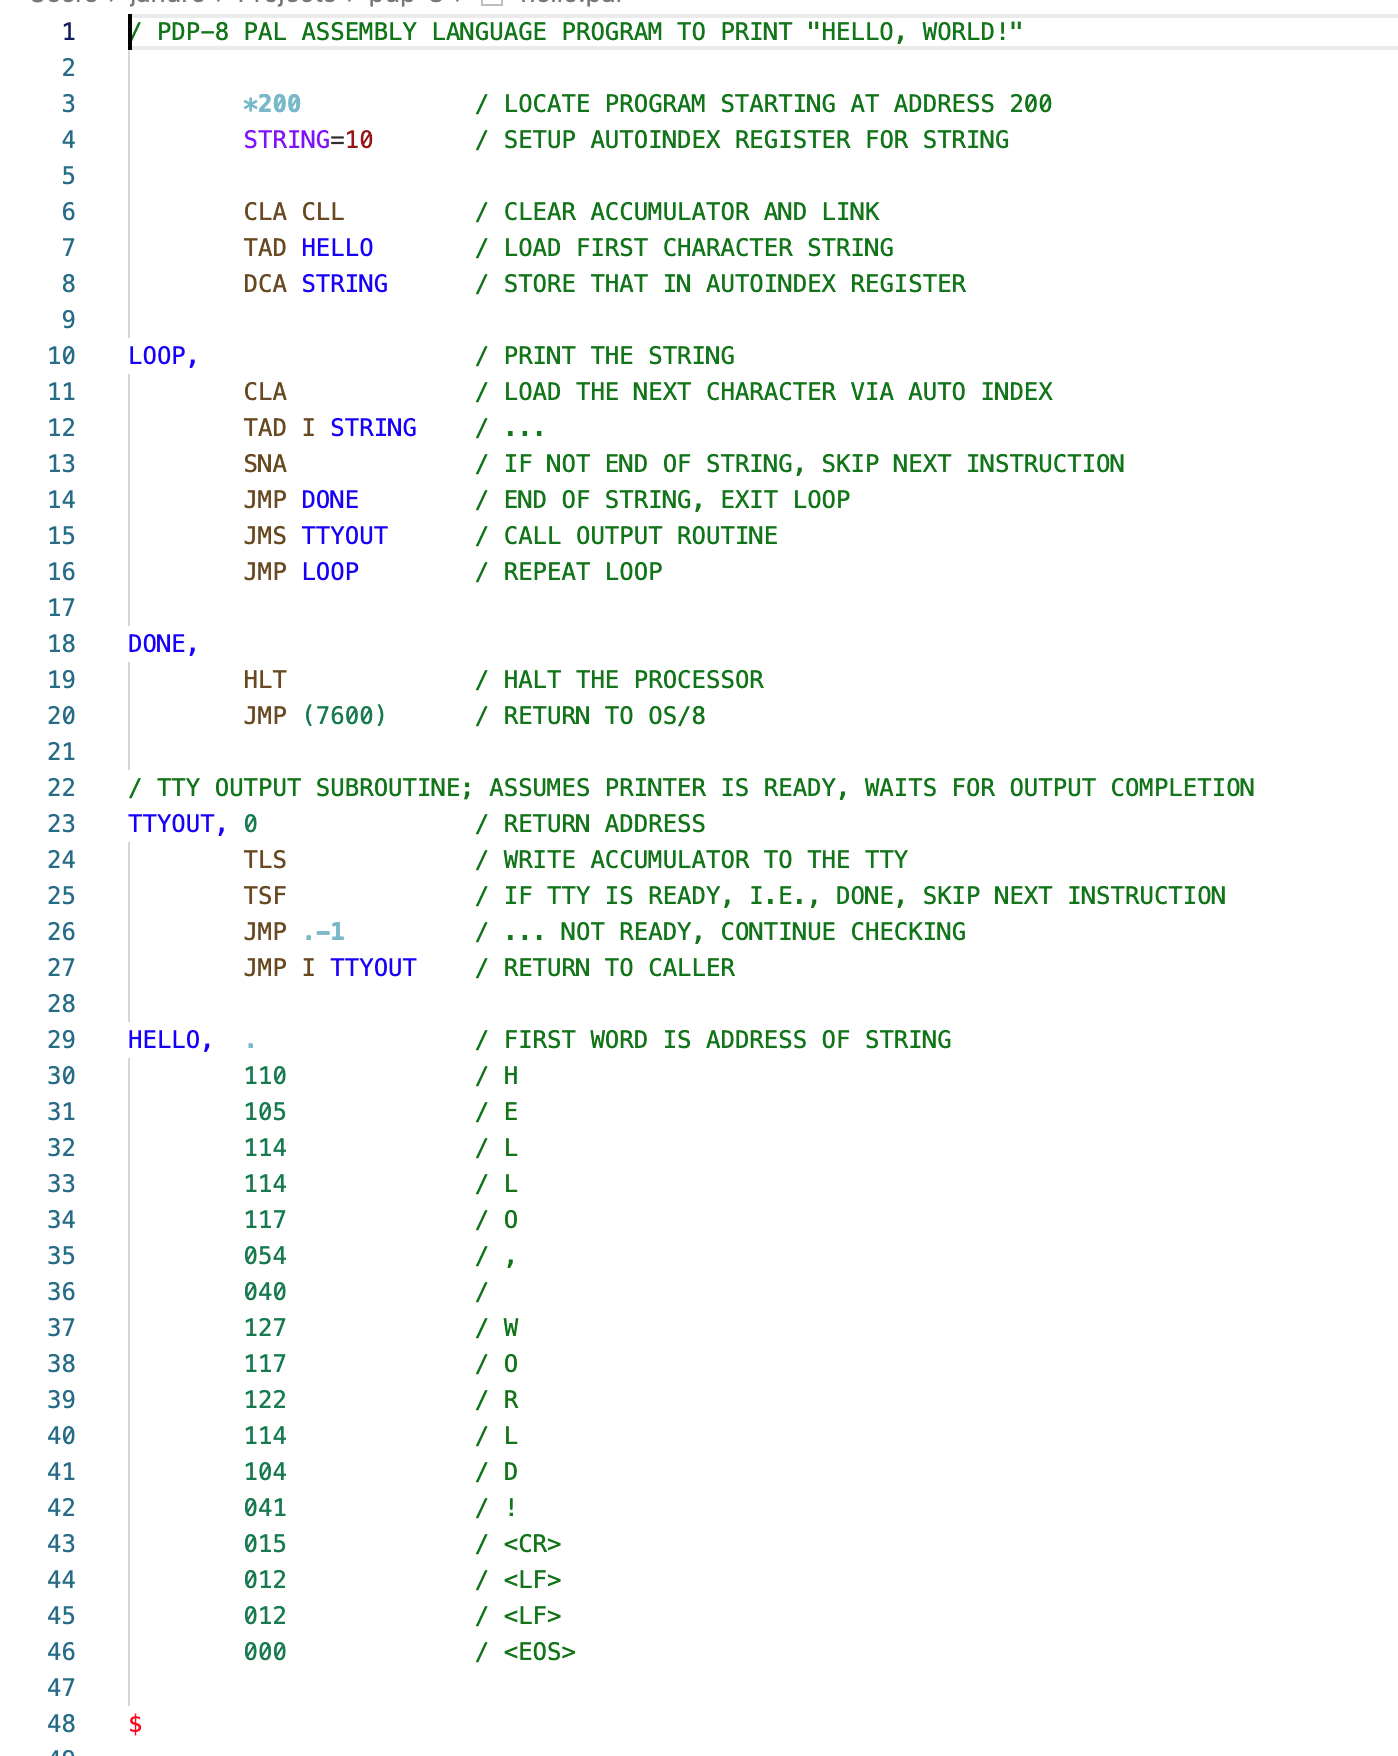 1 / PDP-8 PAL ASSEMBLY LANGUAGE PROGRAM TO PRINT "HELLO, WORLD!"
2
3 *200 / LOCATE PROGRAM STARTING AT ADDRESS 200
4 STRING=10 / SETUP AUTOINDEX REGISTER FOR STRING
5
6 CLA CLL / CLEAR ACCUMULATOR AND LINK
7 TAD HELLO / LOAD FIRST CHARACTER STRING
8 DCA STRING / STORE THAT IN AUTOINDEX REGISTER
9
10 LOOP, / PRINT THE STRING
11 CLA / LOAD THE NEXT CHARACTER VIA AUTO INDEX
12 TAD I STRING / ...
13 SNA / IF NOT END OF STRING, SKIP NEXT INSTRUCTION
14 JMP DONE / END OF STRING, EXIT LOOP
15 JMS TTYOUT / CALL OUTPUT ROUTINE
16 JMP LOOP / REPEAT LOOP
17
18 DONE,
19 HLT / HALT THE PROCESSOR
20 JMP (7600) / RETURN TO OS/8
21
22 / TTY OUTPUT SUBROUTINE; ASSUMES PRINTER IS READY, WAITS FOR OUTPUT COMPLETION
23 TTYOUT, 0 / RETURN ADDRESS
24 TLS / WRITE ACCUMULATOR TO THE TTY
25 TSF / IF TTY IS READY, I.E., DONE, SKIP NEXT INSTRUCTION
26 JMP .-1 / ... NOT READY, CONTINUE CHECKING
27 JMP I TTYOUT / RETURN TO CALLER
28
29 HELLO, . / FIRST WORD IS ADDRESS OF STRING
30 110 / H
31 105 / E
32 114 / L
33 114 / L
34 117 / O
35 054 / ,
36 040 /
37 127 / W
38 117 / O
39 122 / R
40 114 / L
41 104 / D
42 041 / !
43 015 / <CR>
44 012 / <LF>
45 012 / <LF>
46 000 / <EOS>
47
48 $